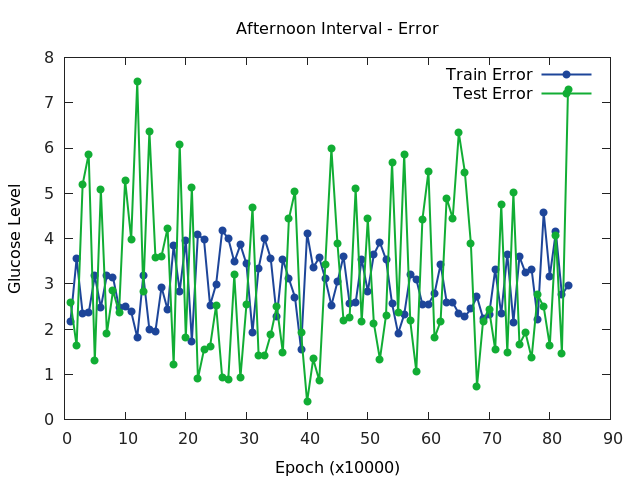 Afternoon Interval - Error
Train Error
Test Error
8
7
6
5
4
3
2
1
0
Glucose Level
0 10 20 30 40 50 60 70 80 90
Epoch (x10000)